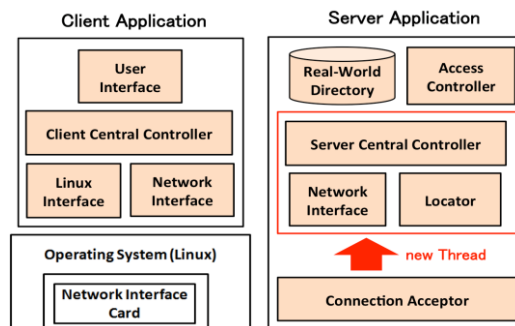 Client Application
User
Interface
Client Central Controller
Linux
Interface
Network
Interface
Operating System (Linux)
Network Interface
Card
Server Application
Real-World
Directory
Access
Controller
Server Central Controller
Network
Interface
Locator
new Thread
Connection Acceptor